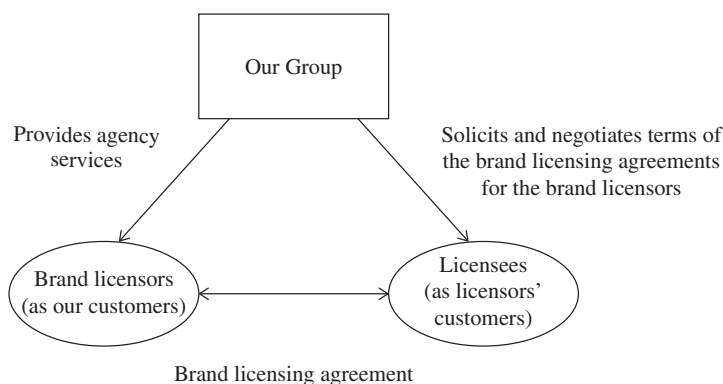 Our Group
Provides agency
services
Solicits and negotiates terms of
the brand licensing agreements
for the brand licensors
Brand licensors
(as our customers)
Licensees
(as licensors’
customers)
Brand licensing agreement